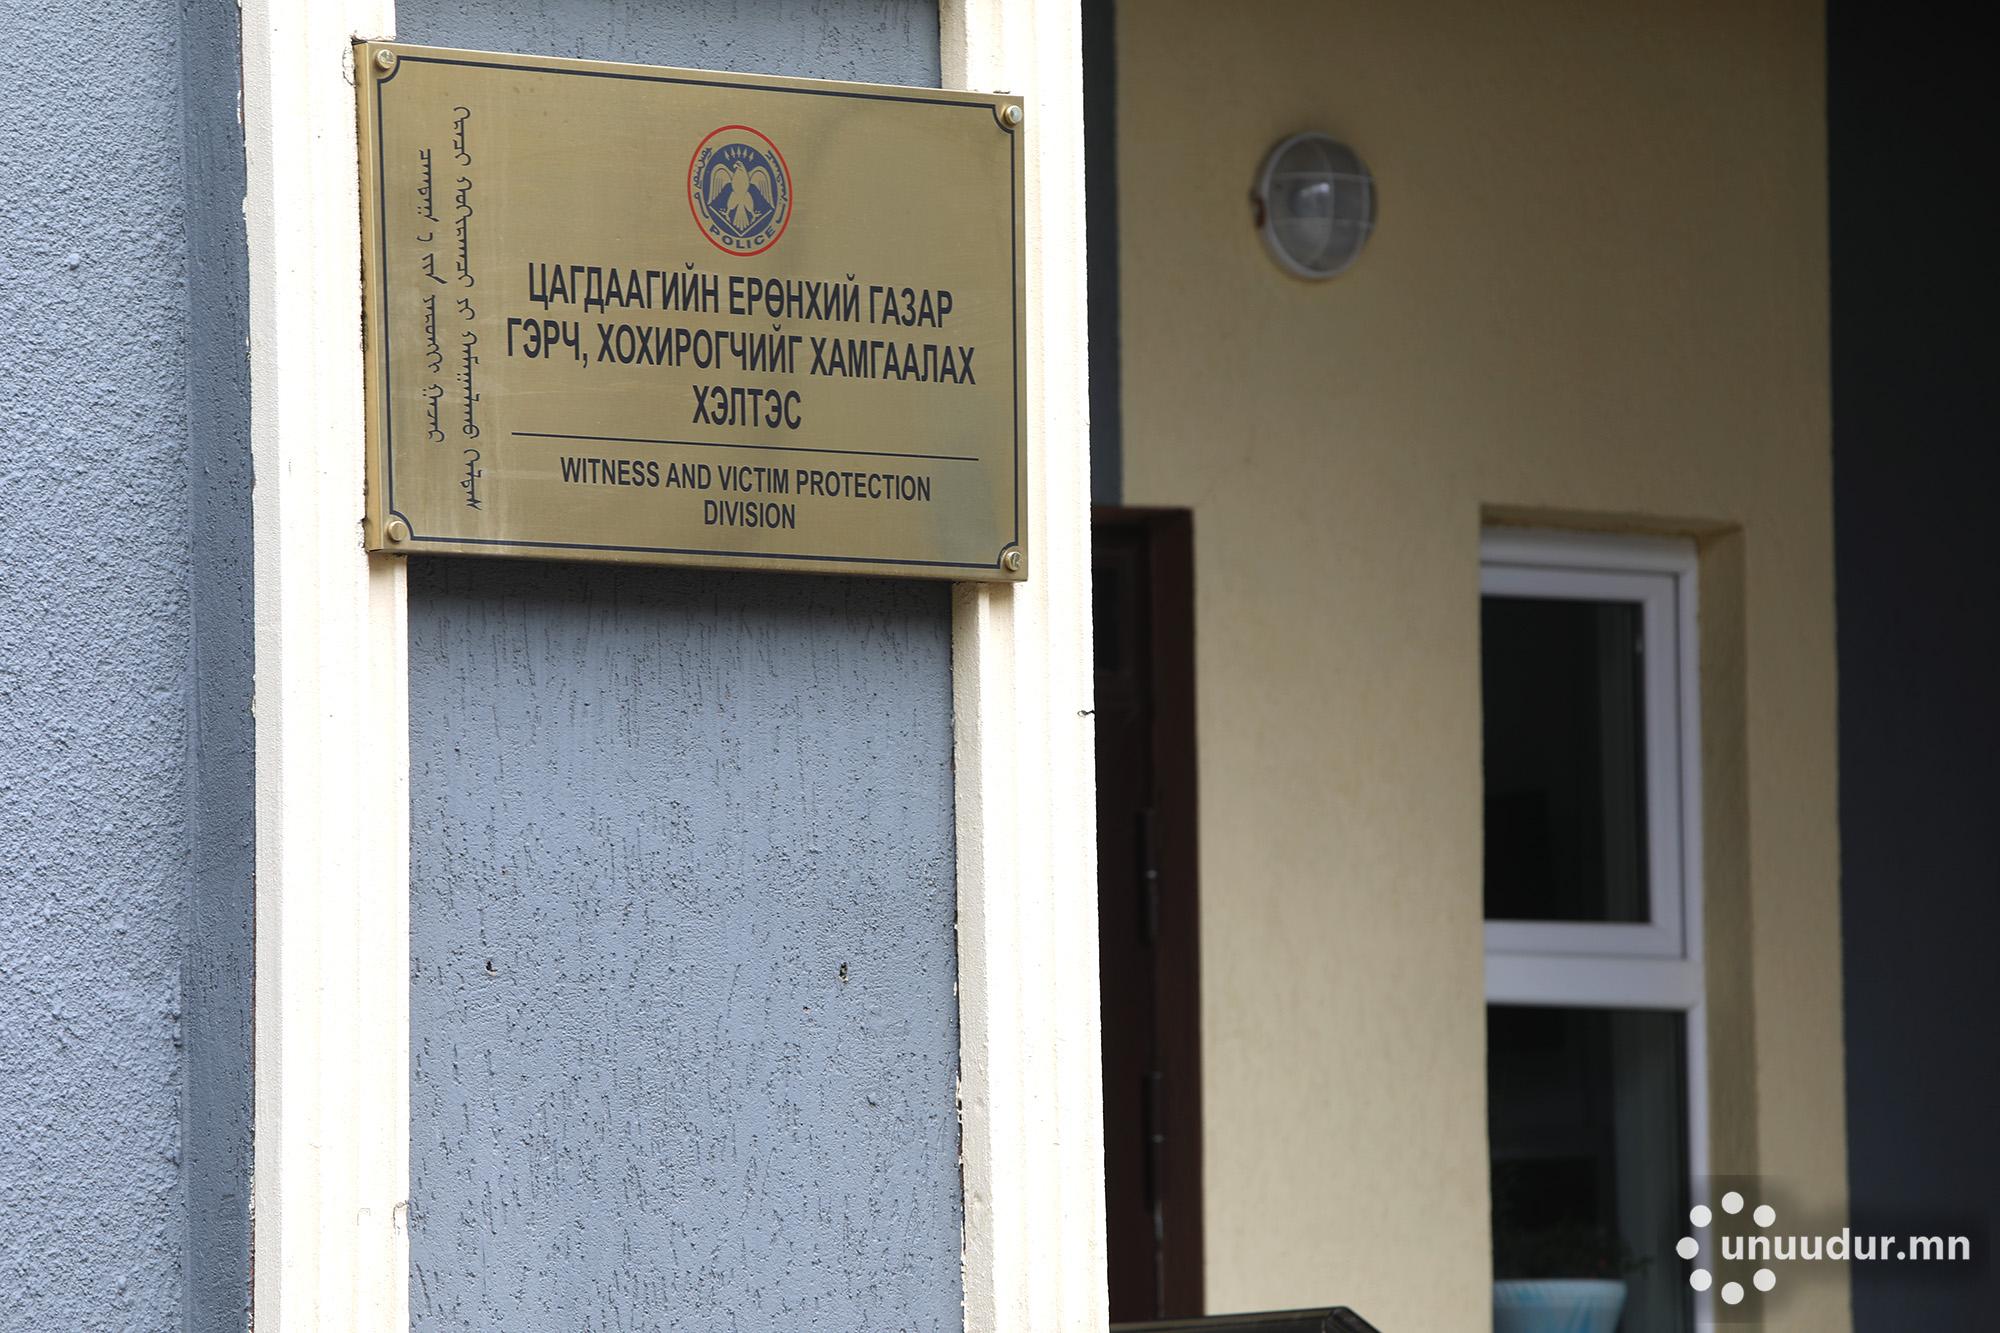 POLICE
ЦАГДААГИЙН ЕРӨНХИЙ ГАЗАР
ГЭРЧ, ХОХИРОГЧИЙГ ХАМГААЛАХ
ХЭЛТЭС
WITNESS AND VICTIM PROTECTION
DIVISION
unuudur.mn